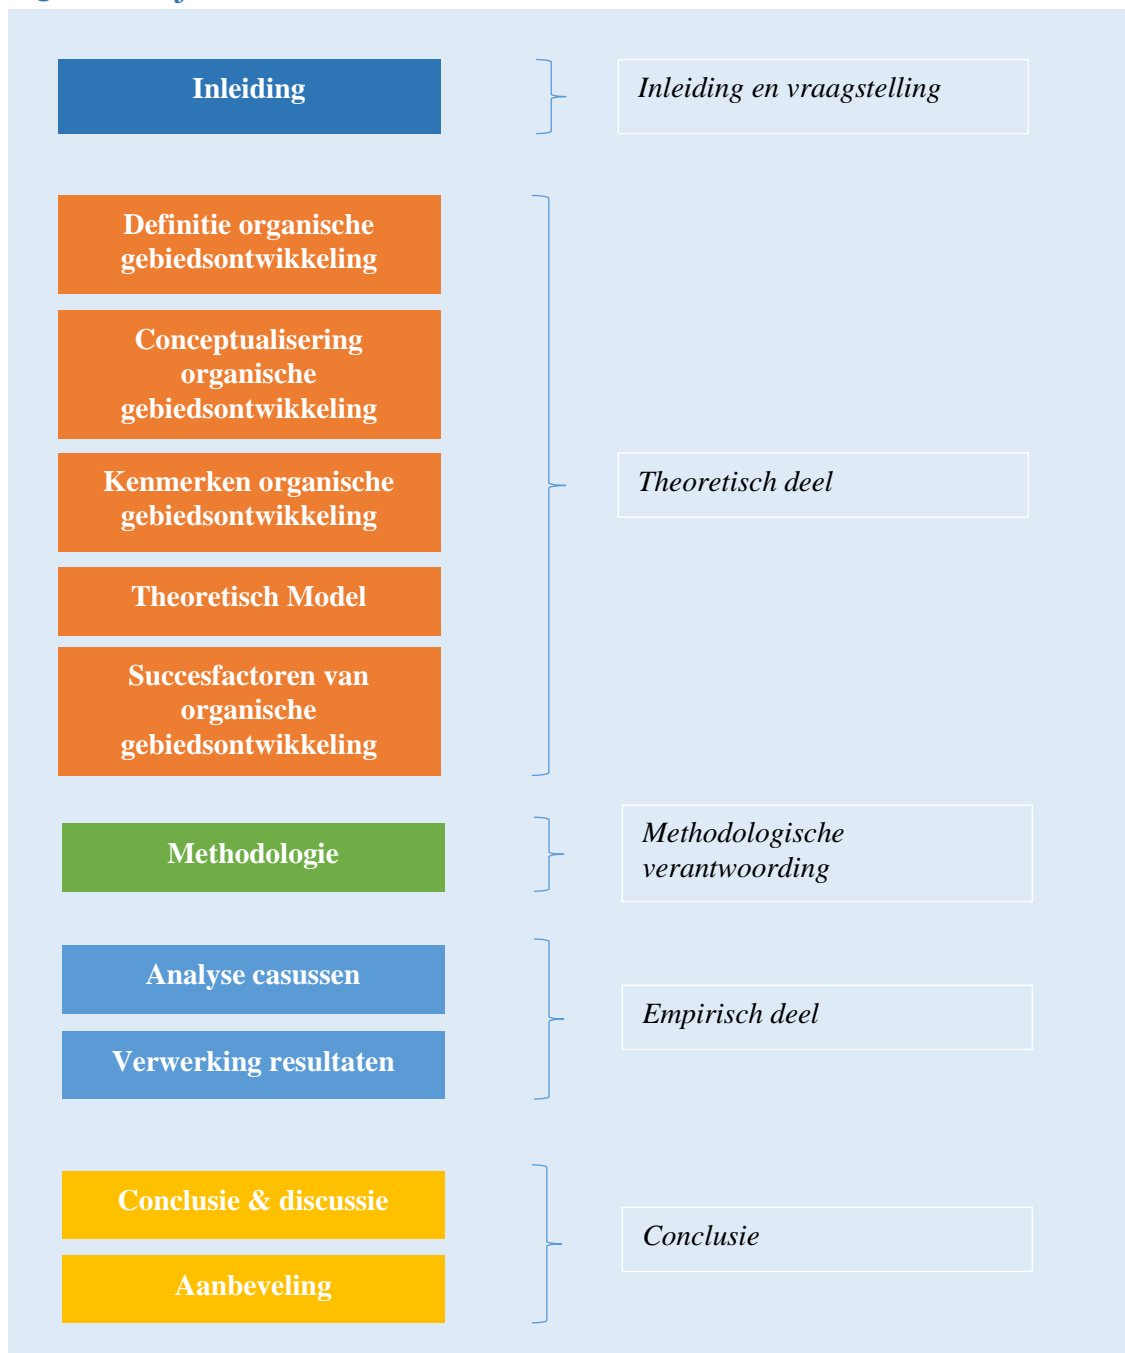 Inleiding
Inleiding en vraagstelling
Definitie organische
gebiedsontwikkeling
Conceptualisering
organische
gebiedsontwikkeling
Kenmerken organische
gebiedsontwikkeling
Theoretisch Model
Succesfactoren van
organische
gebiedsontwikkeling
Theoretisch deel
Methodologie
Methodologische
verantwoording
Analyse casussen
Verwerking resultaten
Empirisch deel
Conclusie & discussie
Aanbeveling
Conclusie